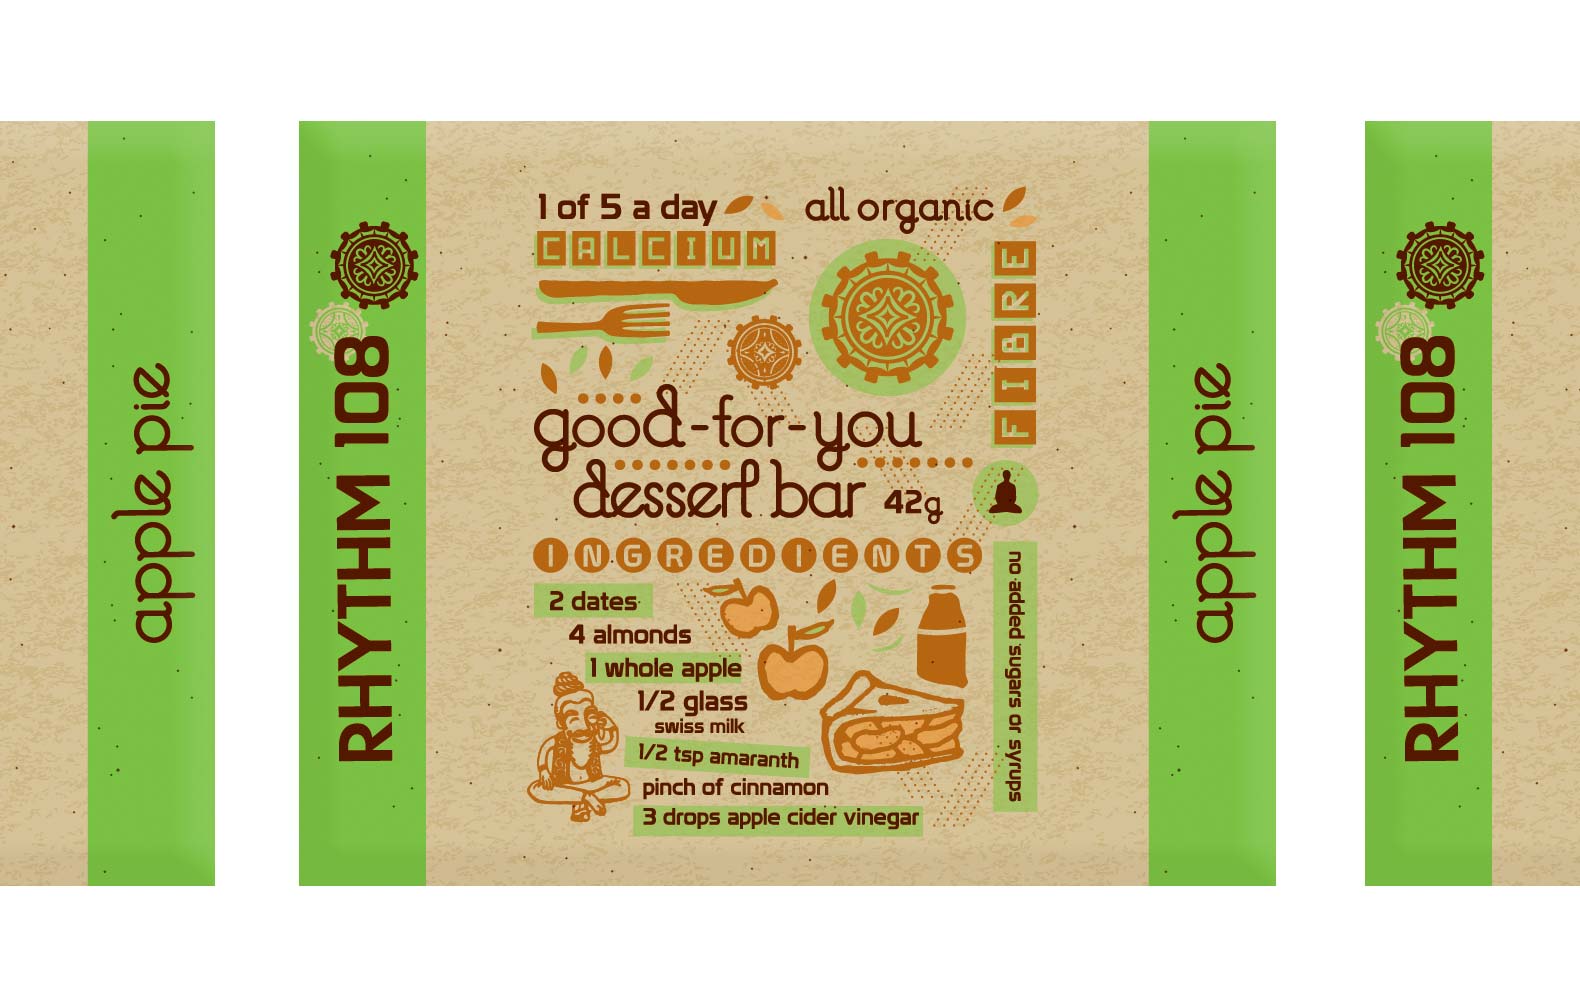 apple pie
RHYTHM 108
1 of 5 a day
all organic
CALCIUM
FIBRE
good-for-you
dessert bar 42g
INGREDIENTS
2 dates
4 almonds
1 whole apple
1/2 glass
swiss milk
1/2 tsp amaranth
pinch of cinnamon
3 drops apple cider vinegar
no added sugars or syrups
apple pie
RHYTHM 108